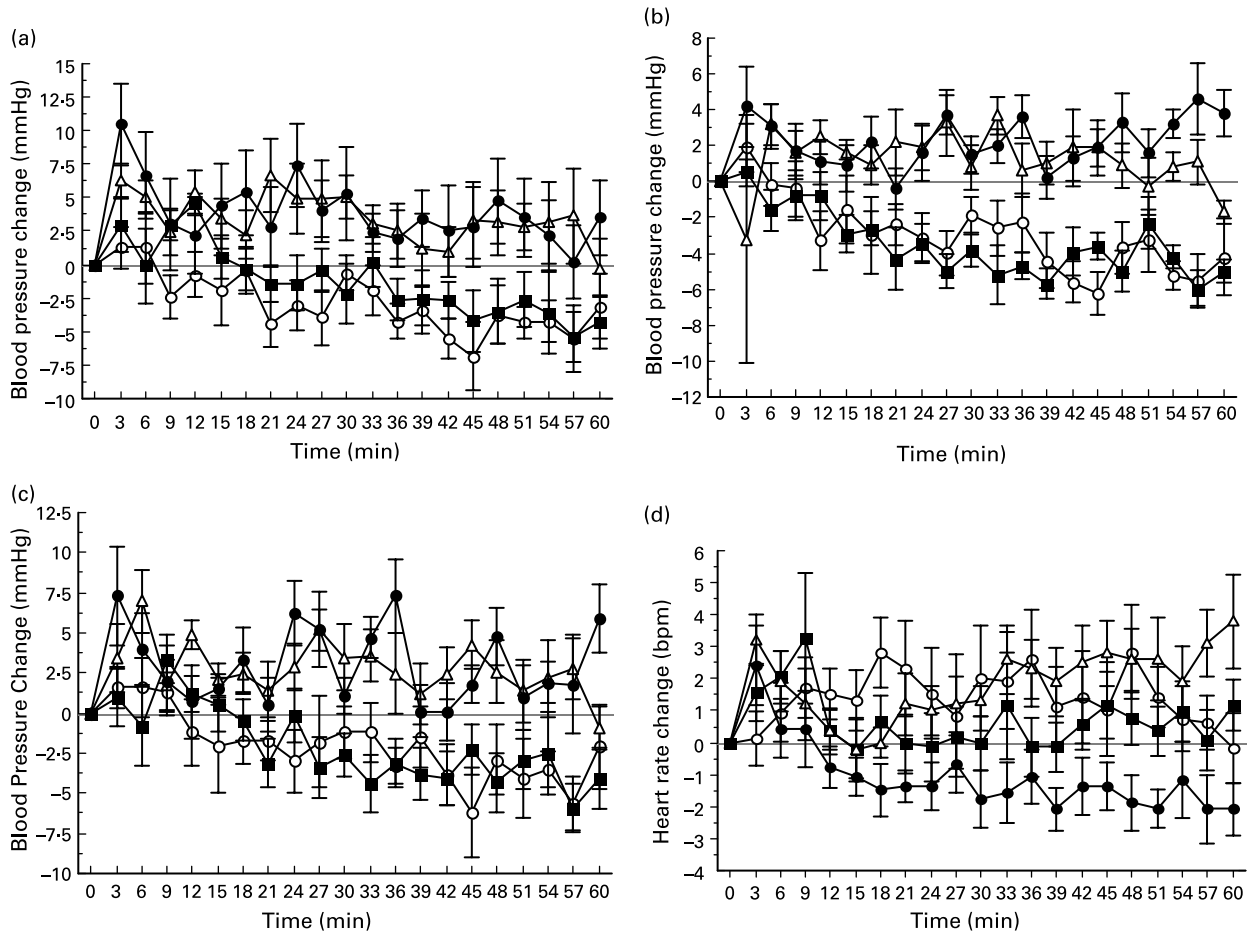 (a)
Blood pressure change (mmHg)
15
12·5
10
7·5
5
2·5
0
−2·5
−5
−7·5
−10
0 3 6 9 12 15 18 21 24 27 30 33 36 39 42 45 48 51 54 57 60
Time (min)
(b)
Blood pressure change (mmHg)
8
6
4
2
0
−2
−4
−6
−8
−10
−12
0 3 6 9 12 15 18 21 24 27 30 33 36 39 42 45 48 51 54 57 60
Time (min)
(c)
Blood Pressure Change (mmHg)
12·5
10
7·5
5
2·5
0
−2·5
−5
−7·5
−10
0 3 6 9 12 15 18 21 24 27 30 33 36 39 42 45 48 51 54 57 60
Time (min)
(d)
Heart rate change (bpm)
6
5
4
3
2
1
0
−1
−2
−3
−4
0 3 6 9 12 15 18 21 24 27 30 33 36 39 42 45 48 51 54 57 60
Time (min)